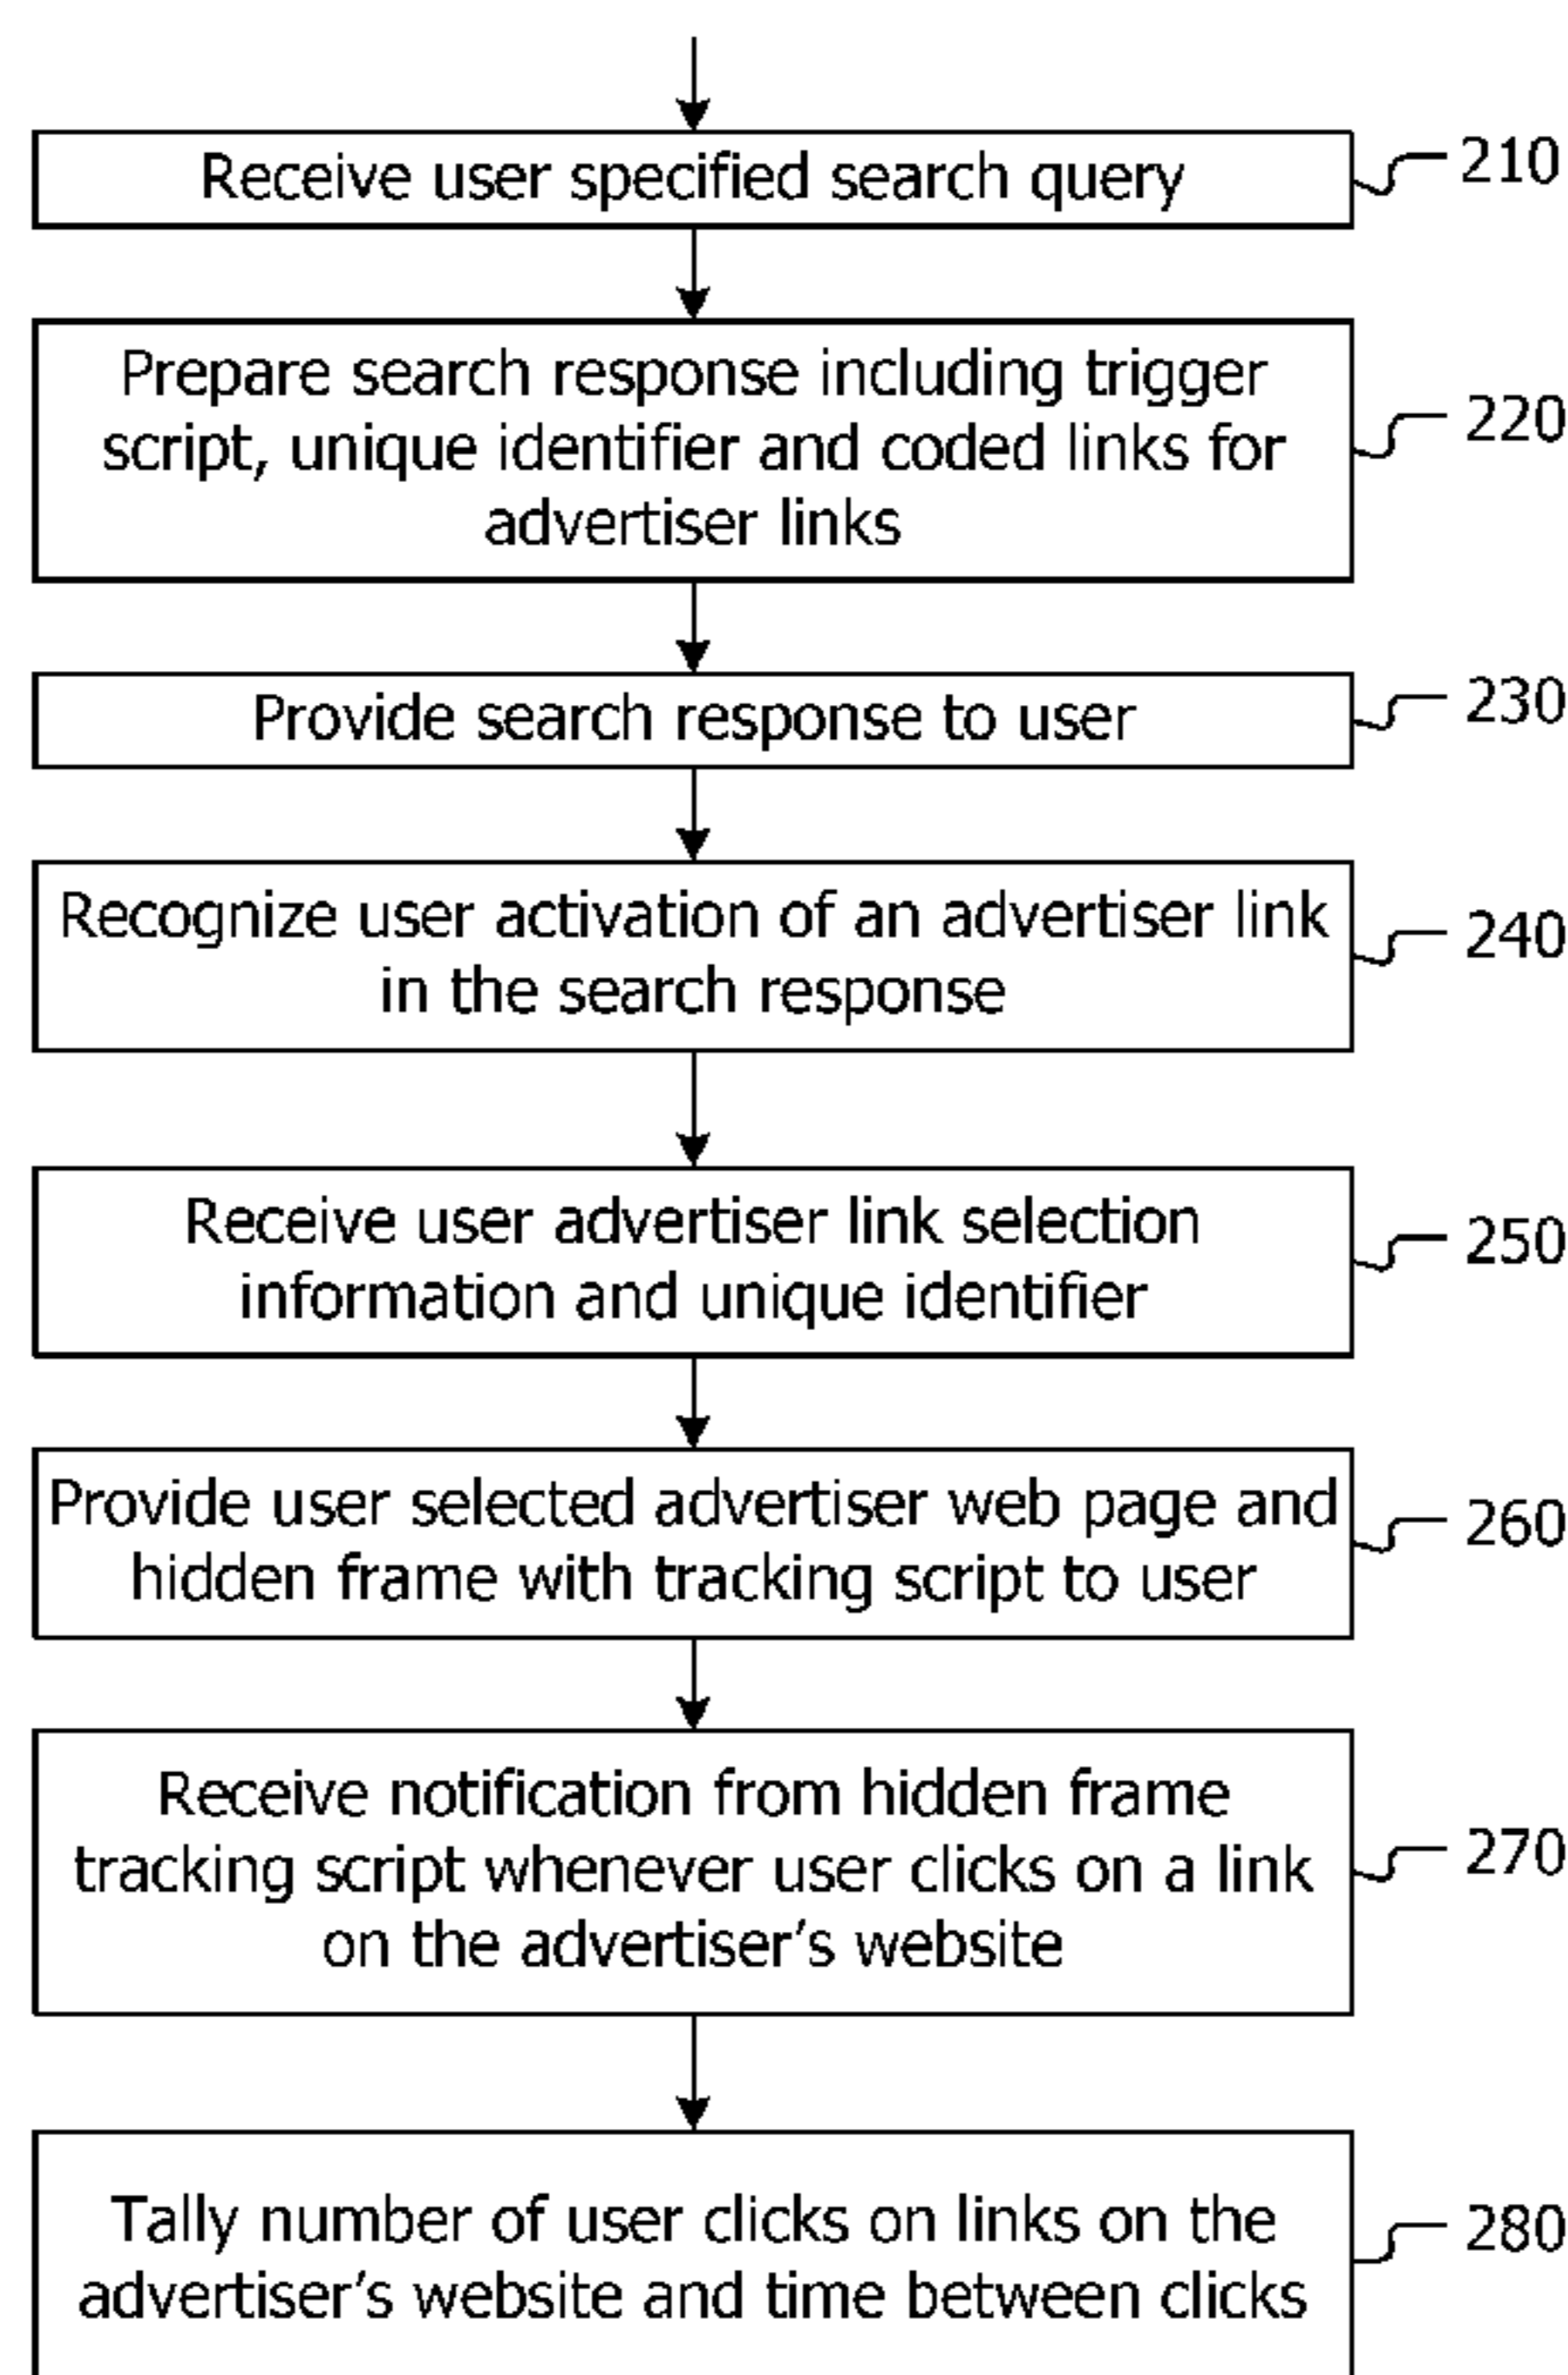 Receive user specified search query
210
Prepare search response including trigger
script, unique identifier and coded links for
advertiser links
220
Provide search response to user
230
Recognize user activation of an advertiser link
in the search response
240
Receive user advertiser link selection
information and unique identifier
250
Provide user selected advertiser web page and
hidden frame with tracking script to user
260
Receive notification from hidden frame
tracking script whenever user clicks on a link
on the advertiser's website
270
Tally number of user clicks on links on the
advertiser's website and time between clicks
280